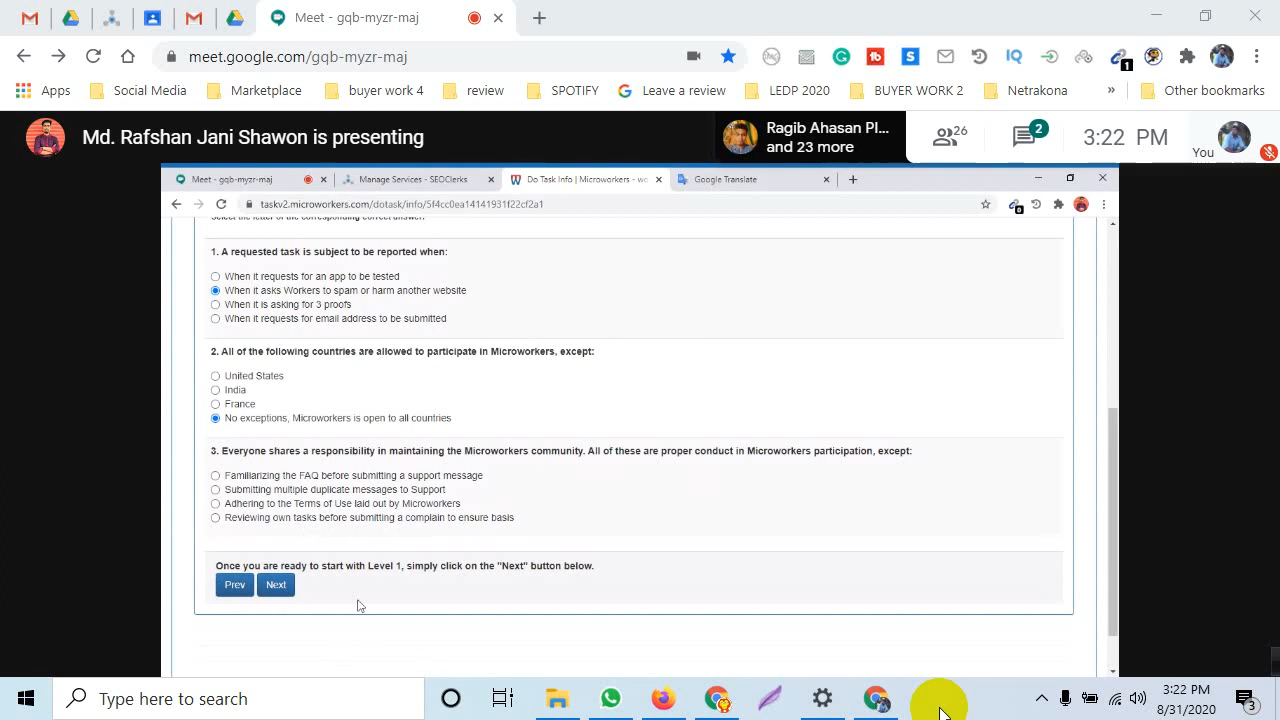 Meet - gqb-myzr-maj
meet.google.com/gqb-myzr-maj
1
Apps
Social Media
Marketplace
buyer work 4
review
SPOTIFY
Leave a review
LEDP 2020
BUYER WORK 2
Netrakona
»
Other bookmarks
Md. Rafshan Jani Shawon is presenting
Ragib Ahasan Pl...
and 23 more
26
2
3:22 PM
You
Meet - gqb-myzr-maj
Manage Services - SEOClerks
Do Task Info | Microworkers - wo
Google Translate
taskv2.microworkers.com/dotask/info/5f4cc0ea14141931f22cf2a1
Select the letter of the corresponding correct answer.
1. A requested task is subject to be reported when:
When it requests for an app to be tested
When it asks Workers to spam or harm another website
When it is asking for 3 proofs
When it requests for email address to be submitted
2. All of the following countries are allowed to participate in Microworkers, except:
United States
India
France
No exceptions, Microworkers is open to all countries
3. Everyone shares a responsibility in maintaining the Microworkers community. All of these are proper conduct in Microworkers participation, except:
Familiarizing the FAQ before submitting a support message
Submitting multiple duplicate messages to Support
Adhering to the Terms of Use laid out by Microworkers
Reviewing own tasks before submitting a complain to ensure basis
Once you are ready to start with Level 1, simply click on the "Next" button below.
Prev
Next
Type here to search
3:22 PM
8/31/2020
3